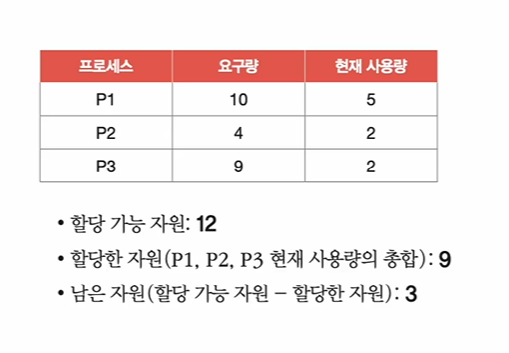 프로세스 요구량 현재 사용량
P1 10 5
P2 4 2
P3 9 2
• 할당 가능 자원: 12
• 할당한 자원(P1, P2, P3 현재 사용량의 총합): 9
• 남은 자원(할당 가능 자원 – 할당한 자원): 3